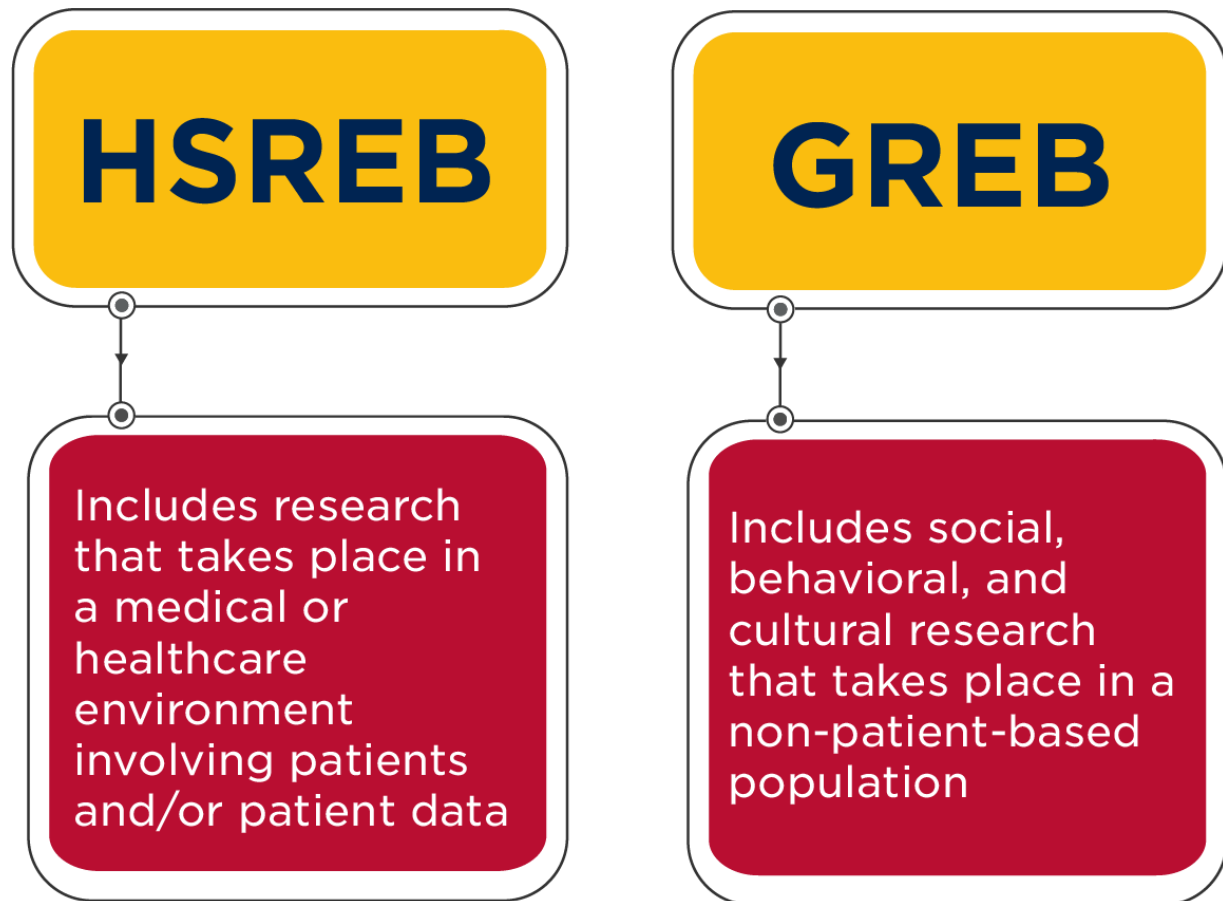 HSREB
Includes research
that takes place in
a medical or
healthcare
environment
involving patients
and/or patient data
GREB
Includes social,
behavioral, and
cultural research
that takes place in a
non-patient-based
population